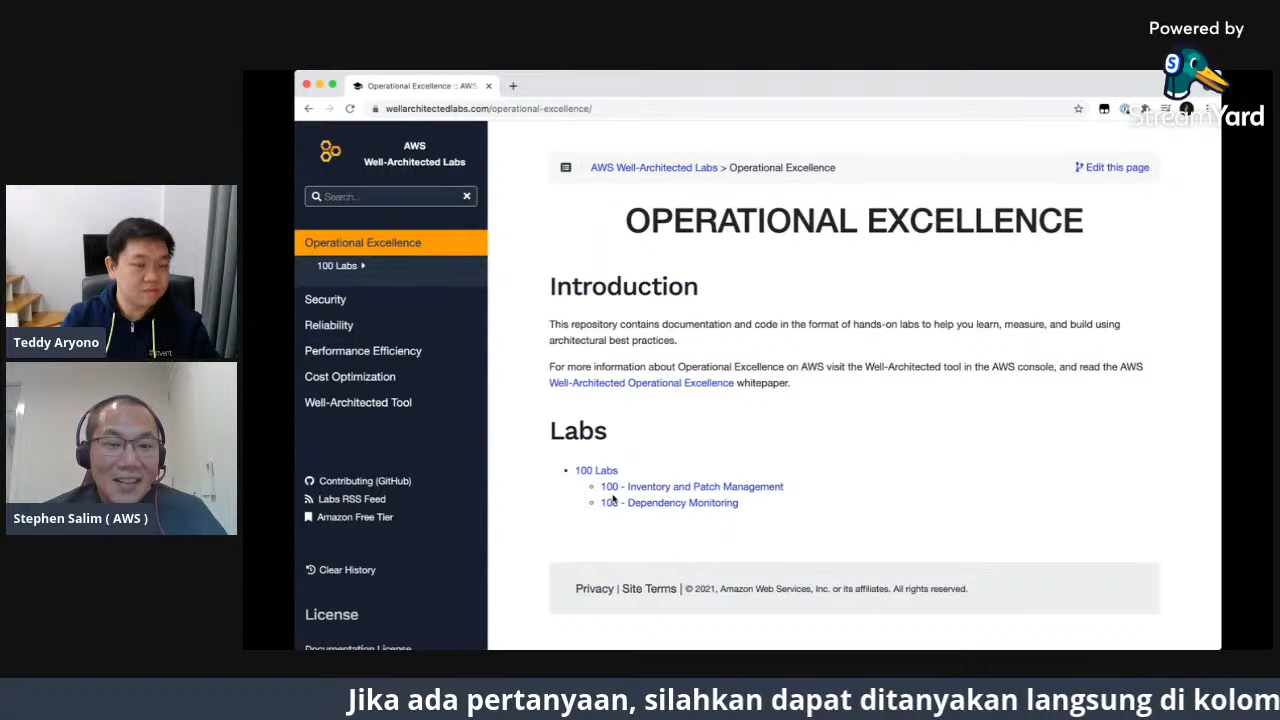 Powered by
StreamYard
Operational Excellence :: AWS
wellarchitectedlabs.com/operational-excellence/
AWS
Well-Architected Labs
Search...
Operational Excellence
100 Labs
Security
Reliability
Performance Efficiency
Cost Optimization
Well-Architected Tool
Contributing (GitHub)
Labs RSS Feed
Amazon Free Tier
Clear History
License
Documentation License
AWS Well-Architected Labs > Operational Excellence
Edit this page
OPERATIONAL EXCELLENCE
Introduction
This repository contains documentation and code in the format of hands-on labs to help you learn, measure, and build using
architectural best practices.
For more information about Operational Excellence on AWS visit the Well-Architected tool in the AWS console, and read the AWS
Well-Architected Operational Excellence whitepaper.
Labs
100 Labs
100 - Inventory and Patch Management
100 - Dependency Monitoring
Privacy | Site Terms | © 2021, Amazon Web Services, Inc. or its affiliates. All rights reserved.
Teddy Aryono
Stephen Salim ( AWS )
Jika ada pertanyaan, silahkan dapat ditanyakan langsung di kolom